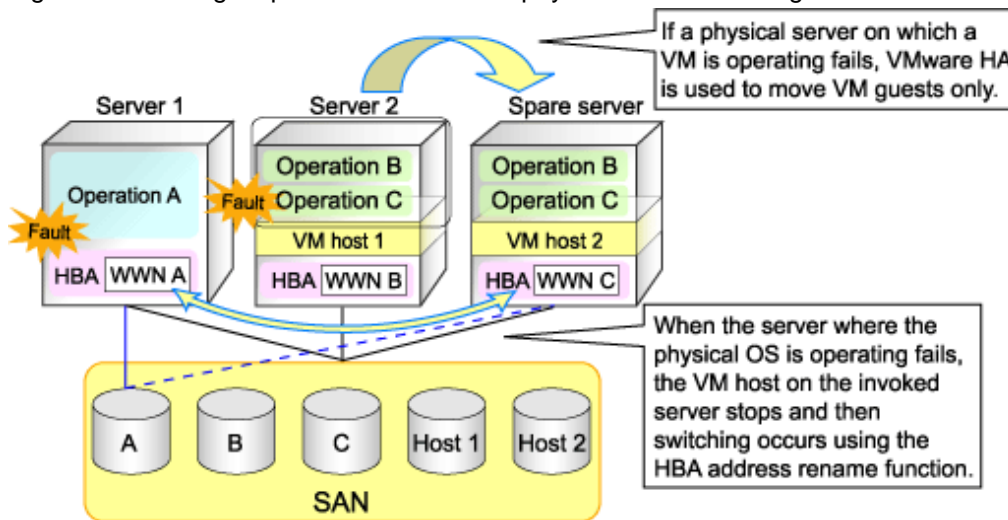 If a physical server on which a
VM is operating fails, VMware HA
is used to move VM guests only.
Server 1
Server 2
Spare server
Operation A
Fault
HBA
WWN A
Operation B
Operation C
Fault
VM host 1
HBA
WWN B
Operation B
Operation C
VM host 2
HBA
WWN C
When the server where the
physical OS is operating fails,
the VM host on the invoked
server stops and then
switching occurs using the
HBA address rename function.
A
B
C
Host 1
Host 2
SAN